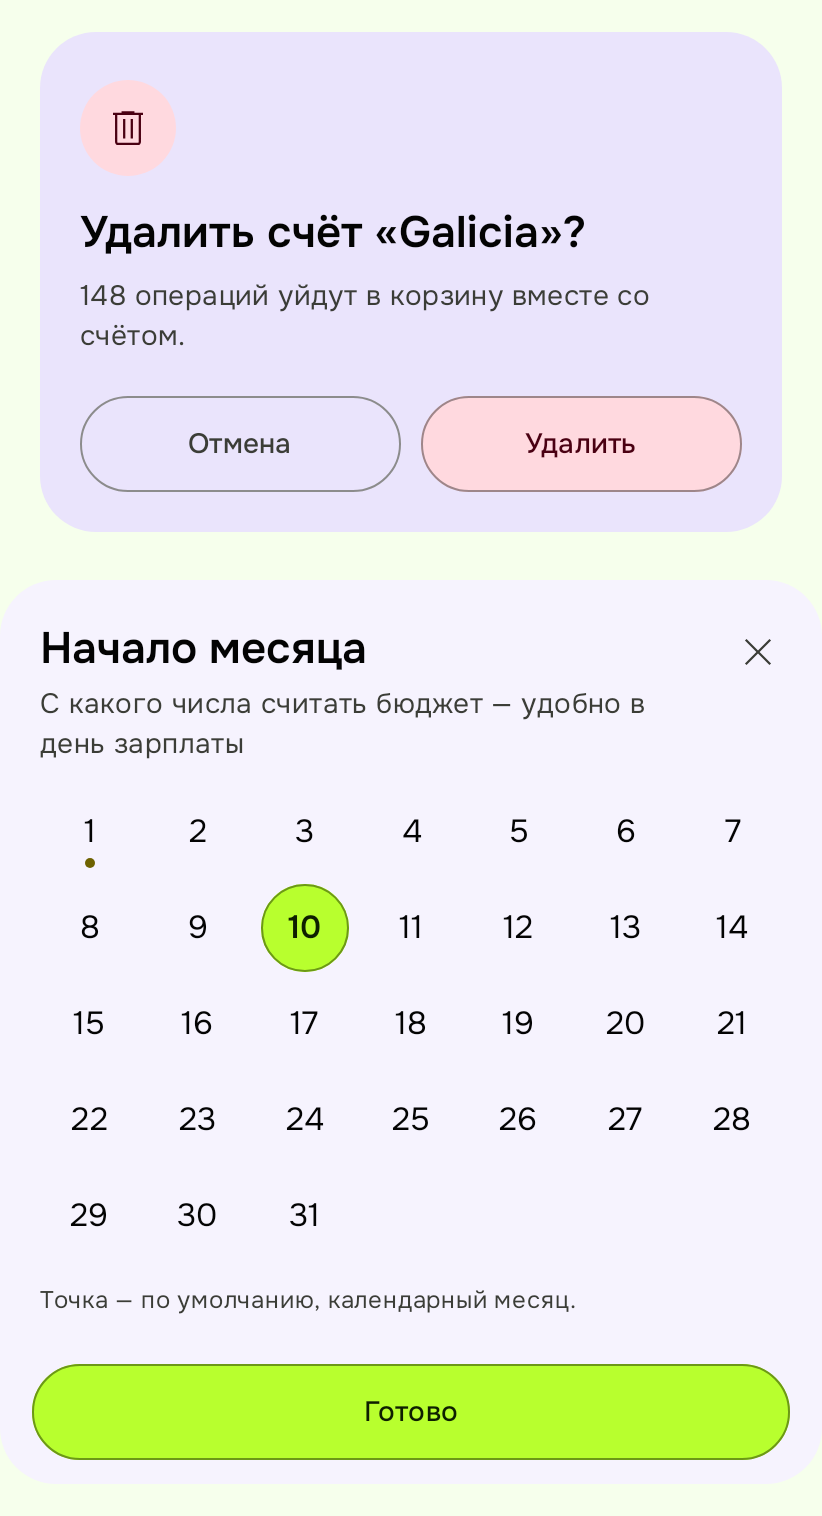 Удалить счёт «Galicia»?
148 операций уйдут в корзину вместе со
счётом.
Отмена Удалить
Начало месяца
С какого числа считать бюджет — удобно в
день зарплаты
1 2 3 4 5 6 7
8 9 10 11 12 13 14
15 16 17 18 19 20 21
22 23 24 25 26 27 28
29 30 31
Точка — по умолчанию, календарный месяц.
Готово